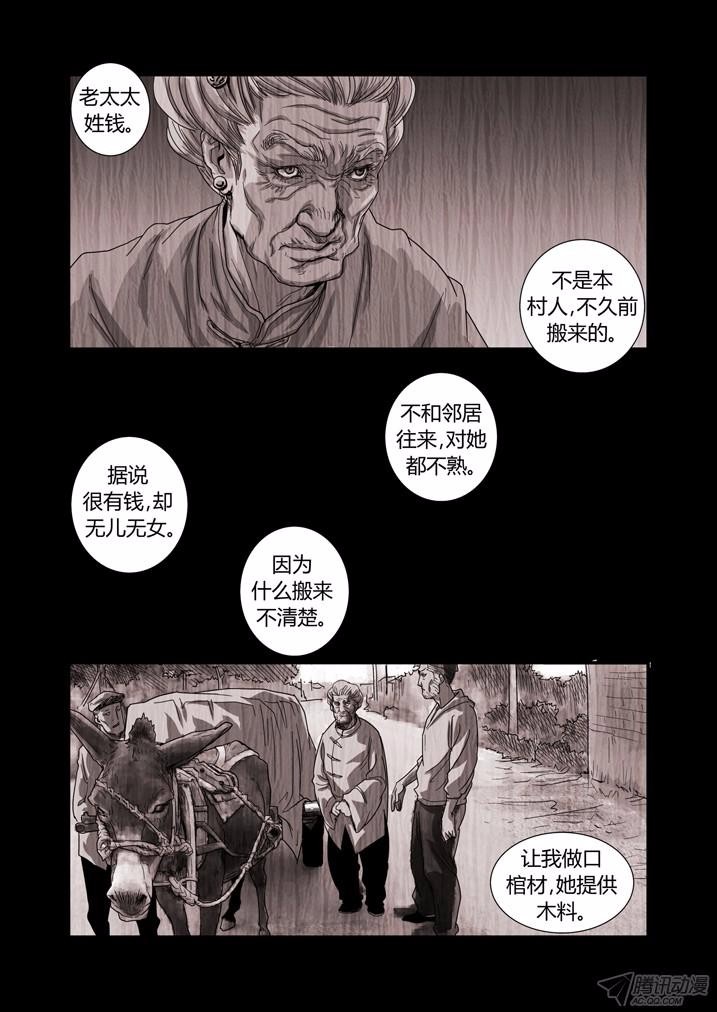 老太太
姓钱。
不是本
村人,不久前
搬来的。
不和邻居
往来,对她
都不熟。
据说
很有钱,却
无儿无女。
因为
什么搬来
不清楚。
让我做口
棺材,她提供
木料。
腾讯动漫